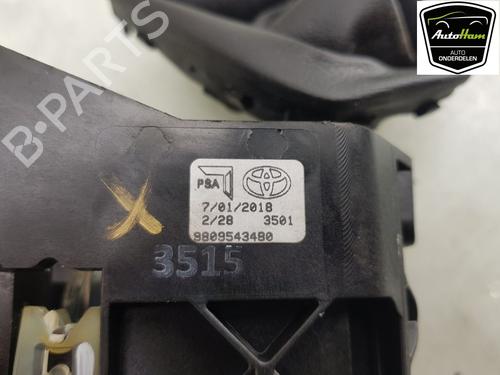 AutoHam
AUTO
ONDERDELEN
B-PARTS
PSA
7/01/2018
2/28 3501
9809543480
3515